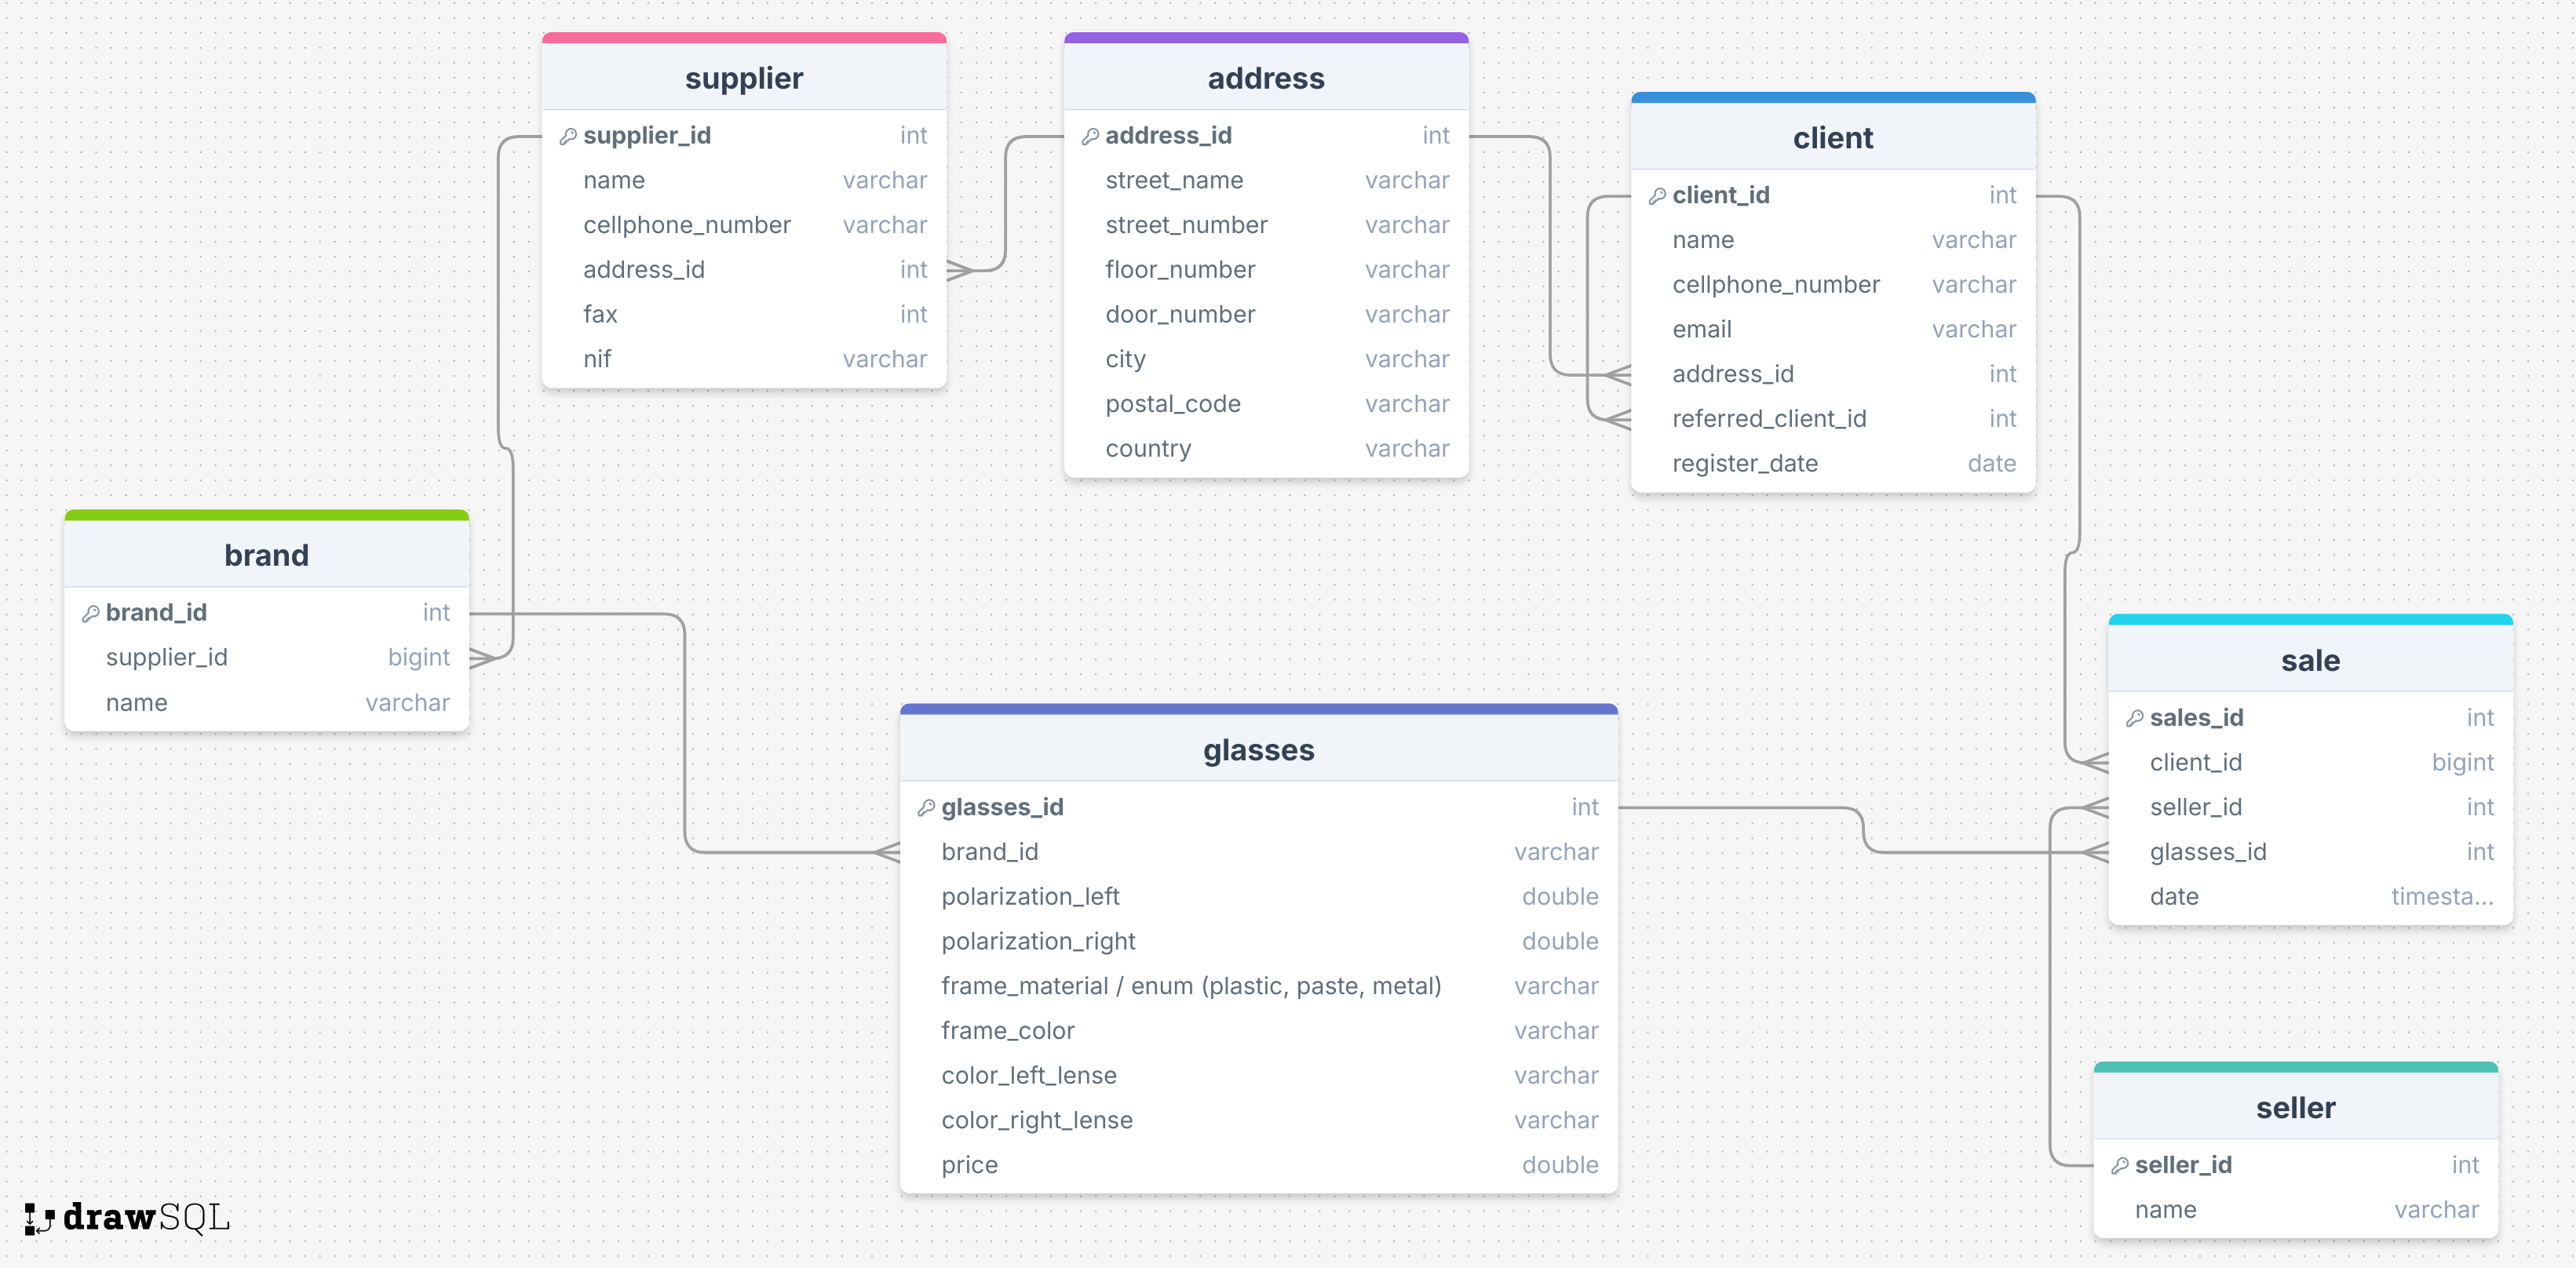 supplier
supplier_id int
name varchar
cellphone_number varchar
address_id int
fax int
nif varchar
address
address_id int
street_name varchar
street_number varchar
floor_number varchar
door_number varchar
city varchar
postal_code varchar
country varchar
client
client_id int
name varchar
cellphone_number varchar
email varchar
address_id int
referred_client_id int
register_date date
brand
brand_id int
supplier_id bigint
name varchar
glasses
glasses_id int
brand_id varchar
polarization_left double
polarization_right double
frame_material / enum (plastic, paste, metal) varchar
frame_color varchar
color_left_lense varchar
color_right_lense varchar
price double
sale
sales_id int
client_id bigint
seller_id int
glasses_id int
date timesta...
seller
seller_id int
name varchar
drawSQL